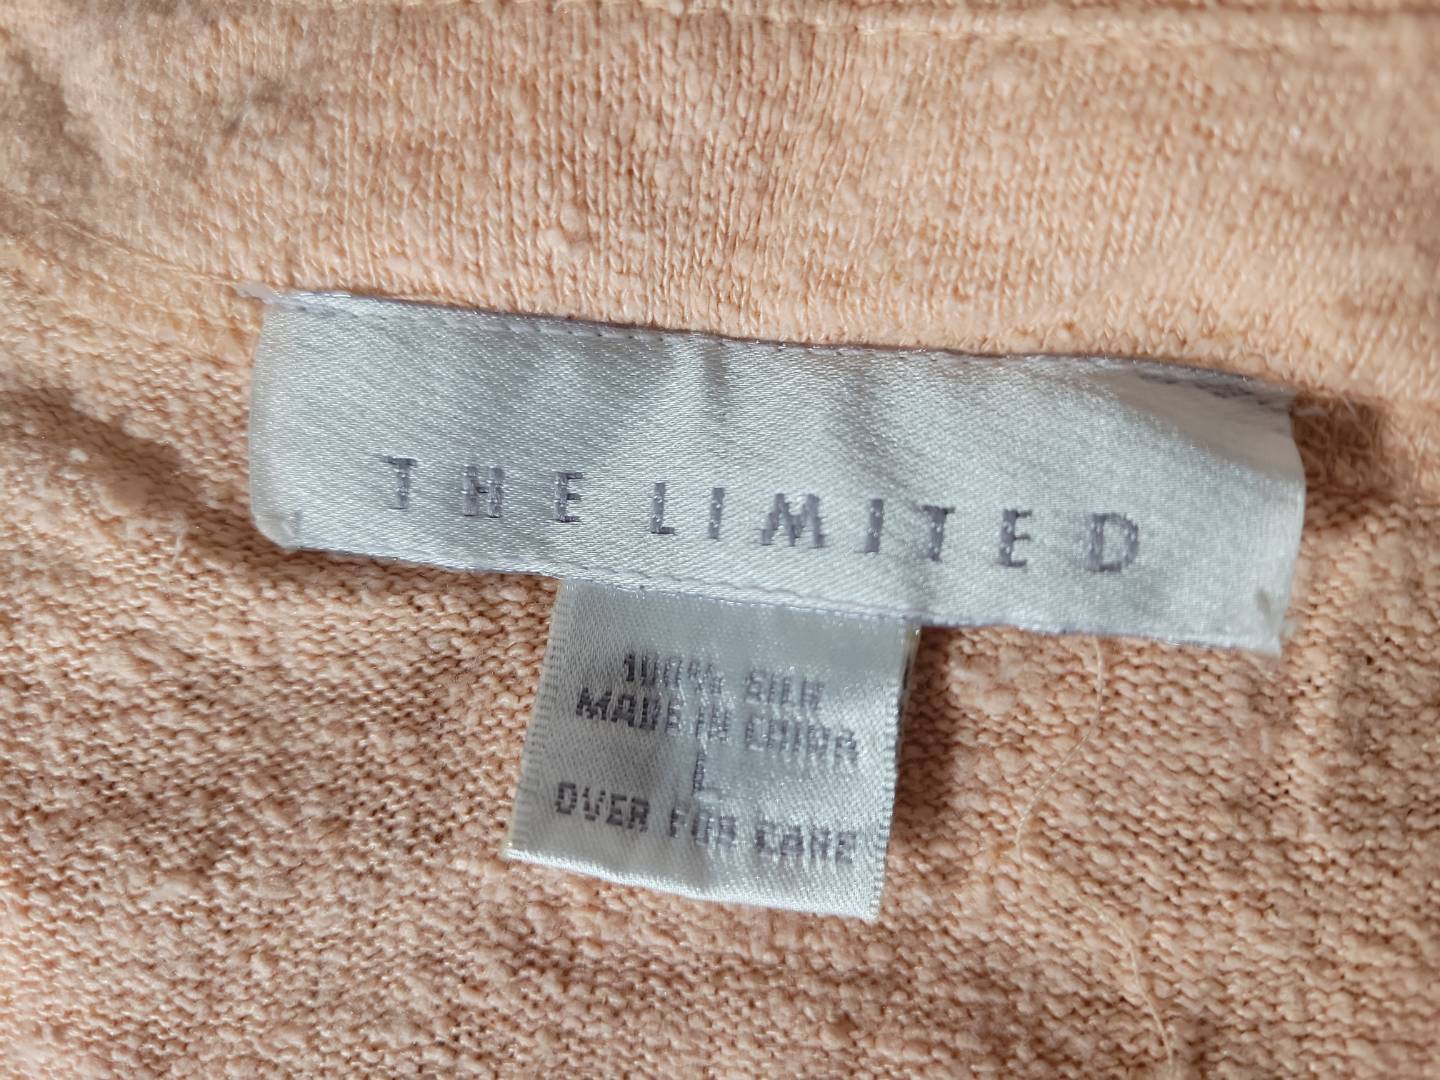 THE LIMITED
100% SILK
MADE IN CHINA
L
OVER FOR CARE